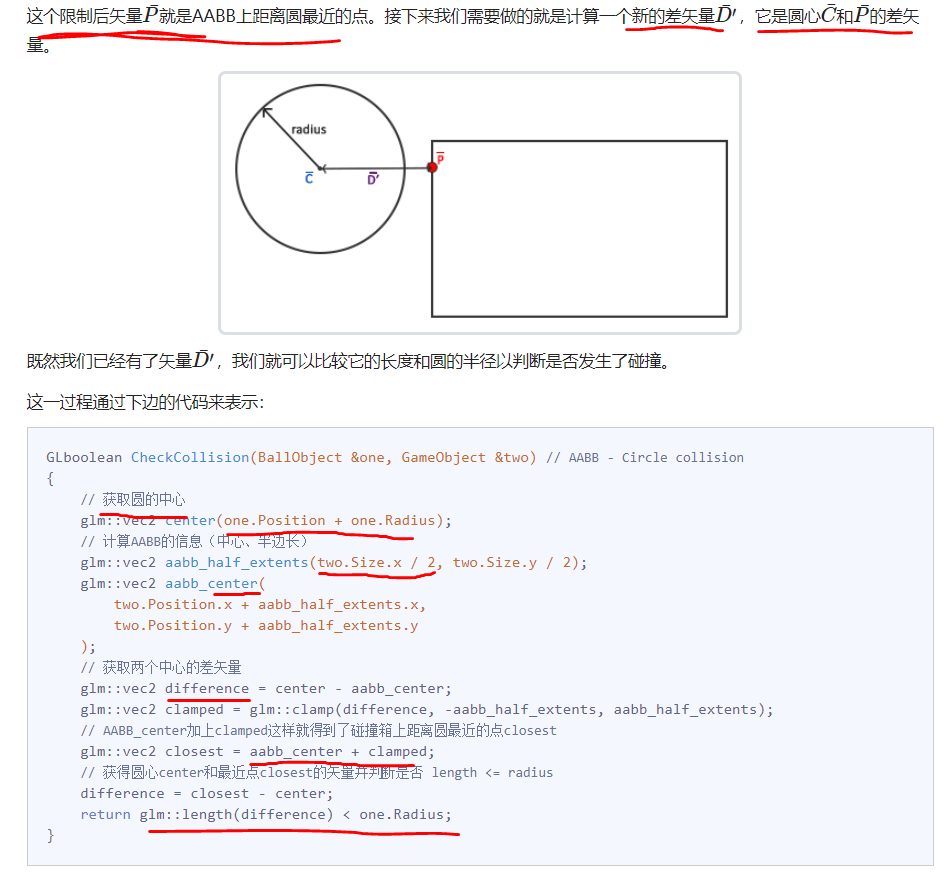 这个限制后矢量P̄就是AABB上距离圆最近的点。接下来我们需要做的就是计算一个新的差矢量D̄′，它是圆心C̄和P̄的差矢
量。
radius
P̄
C̄
D̄′
既然我们已经有了矢量D̄′，我们就可以比较它的长度和圆的半径以判断是否发生了碰撞。
这一过程通过下边的代码来表示：
GLboolean CheckCollision(BallObject &one, GameObject &two) // AABB - Circle collision
{
// 获取圆的中心
glm::vec2 center(one.Position + one.Radius);
// 计算AABB的信息（中心、半边长）
glm::vec2 aabb_half_extents(two.Size.x / 2, two.Size.y / 2);
glm::vec2 aabb_center(
two.Position.x + aabb_half_extents.x,
two.Position.y + aabb_half_extents.y
);
// 获取两个中心的差矢量
glm::vec2 difference = center - aabb_center;
glm::vec2 clamped = glm::clamp(difference, -aabb_half_extents, aabb_half_extents);
// AABB_center加上clamped这样就得到了碰撞箱上距离圆最近的点closest
glm::vec2 closest = aabb_center + clamped;
// 获得圆心center和最近点closest的矢量并判断是否 length <= radius
difference = closest - center;
return glm::length(difference) < one.Radius;
}